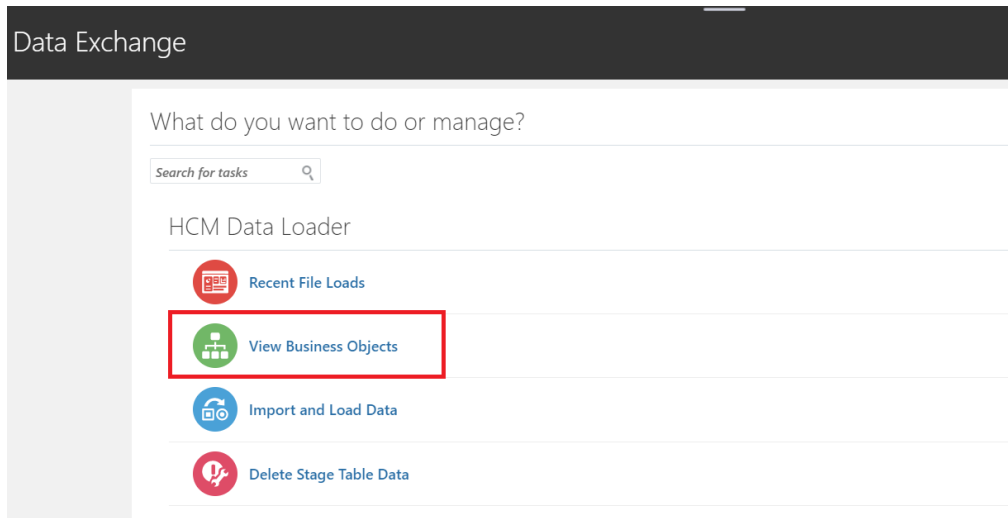 Data Exchange
What do you want to do or manage?
Search for tasks
HCM Data Loader
Recent File Loads
View Business Objects
Import and Load Data
Delete Stage Table Data